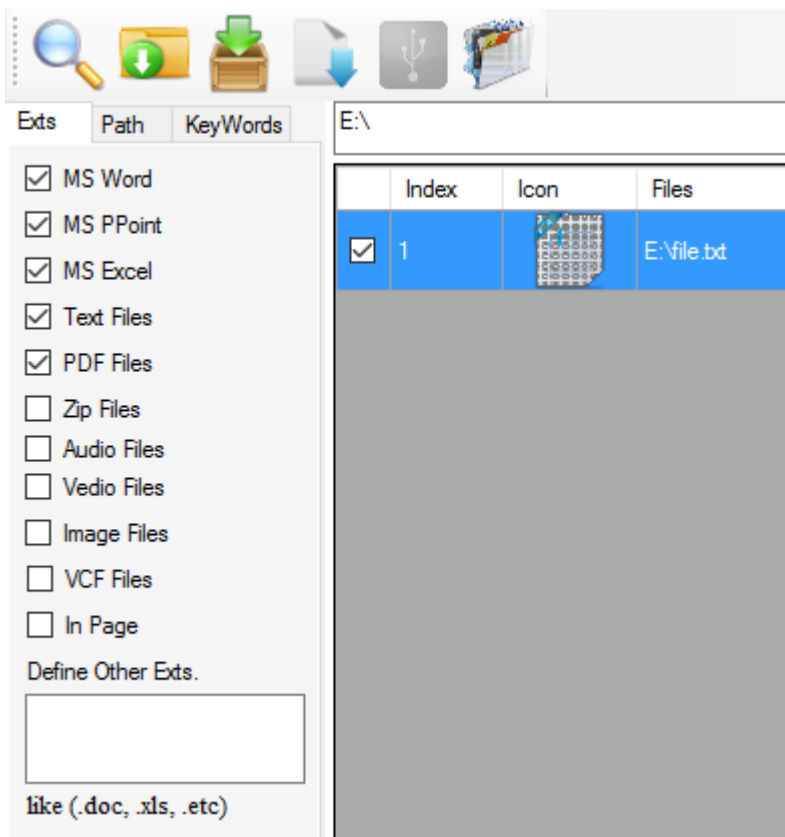 Exts Path KeyWords
E:\
MS Word
MS PPoint
MS Excel
Text Files
PDF Files
Zip Files
Audio Files
Vedio Files
Image Files
VCF Files
In Page
Define Other Exts.
like (.doc, .xls, .etc)
Index Icon Files
1 E:\file.txt